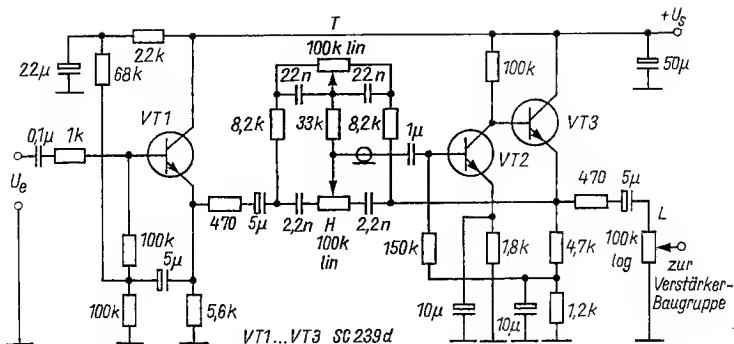 T
+U_s
22k
100k lin
22μ
68k
22n 22n
100k
50μ
VT1
8,2k 33k 8,2k
VT3
0,1μ 1k
1μ
VT2
U_e
470 5μ
2,2n H 2,2n
100k
lin
470 5μ
L
100k
150k
1,8k
4,7k
100k
log
zur
Verstärker-
Baugruppe
5μ
100k
5,6k
10μ
10μ
1,2k
VT1...VT3 SC239d